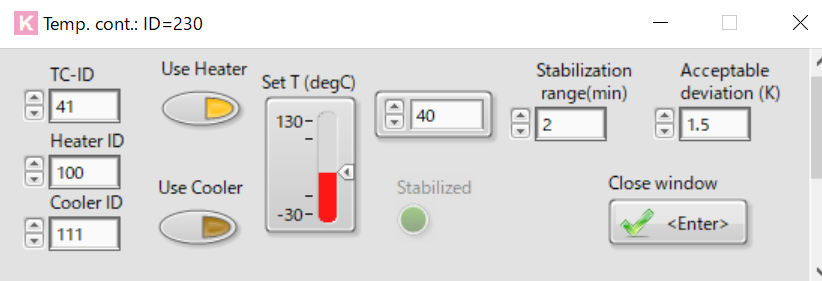 K Temp. cont.: ID=230
TC-ID
41
Heater ID
100
Cooler ID
111
Use Heater
Use Cooler
Set T (degC)
130
-30
40
Stabilized
Stabilization
range(min)
2
Acceptable
deviation (K)
1.5
Close window
<Enter>